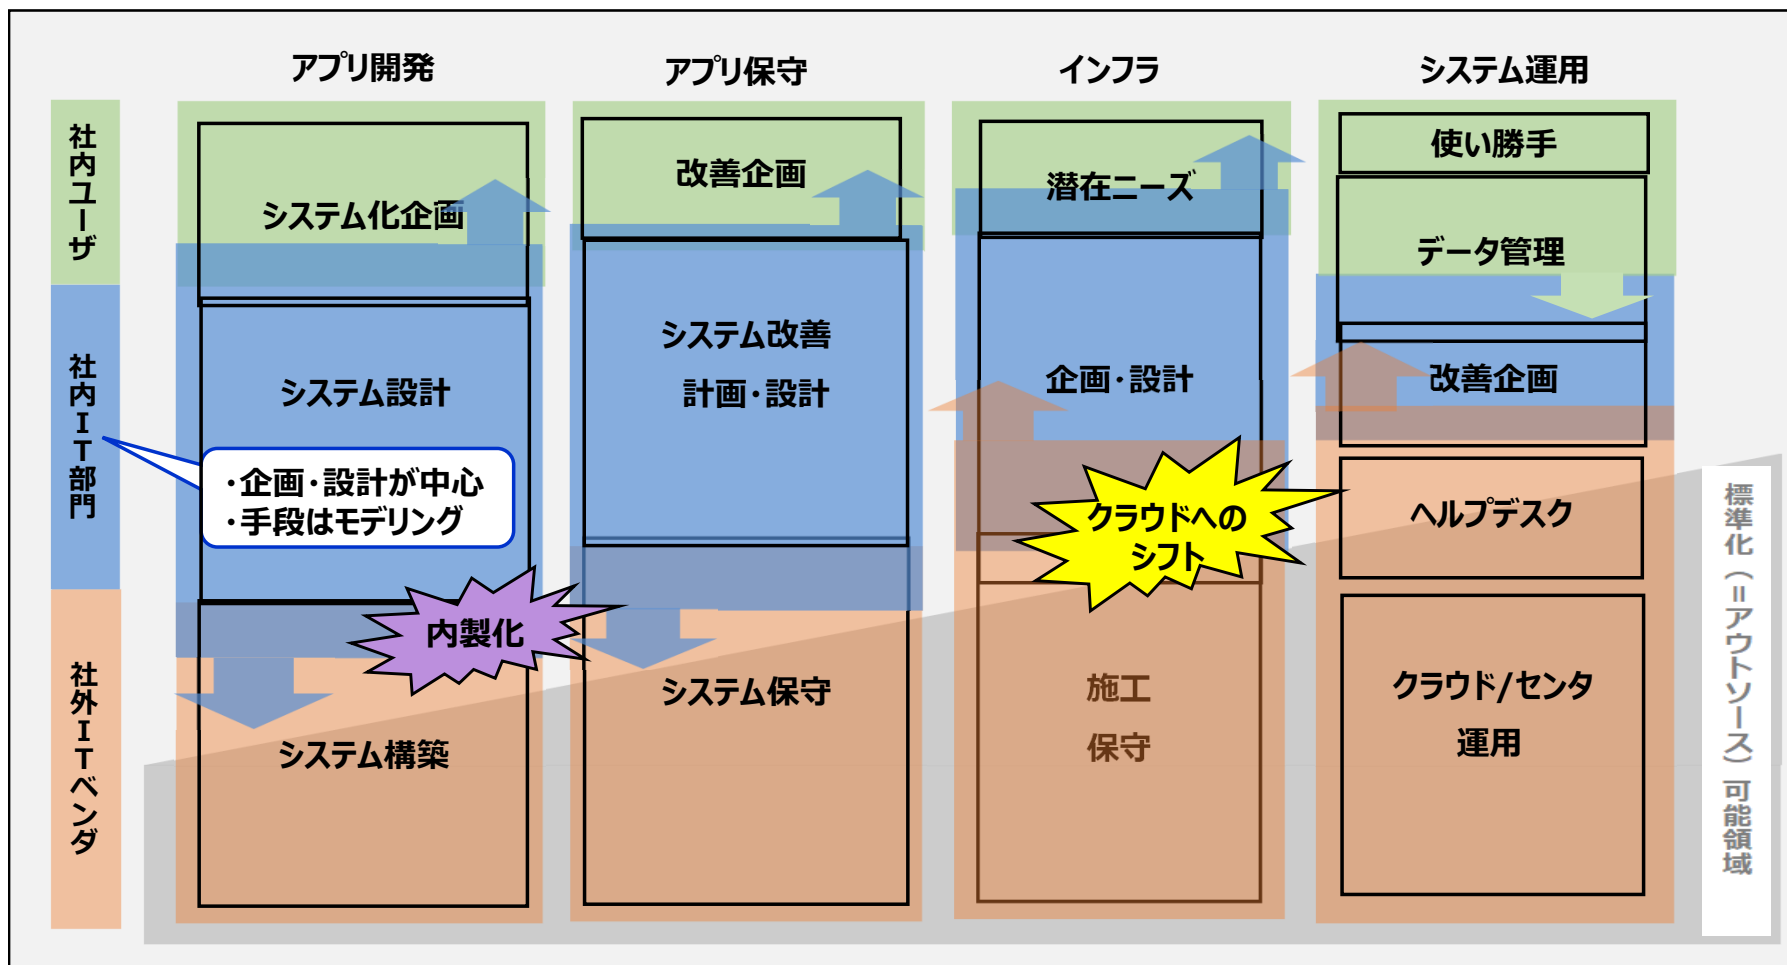 アプリ開発
アプリ保守
インフラ
システム運用
社内ユーザ
社内IT部門
社外ITベンダ
システム化企画
システム設計
・企画・設計が中心
・手段はモデリング
内製化
システム構築
改善企画
システム改善
計画・設計
システム保守
潜在ニーズ
企画・設計
クラウドへの
シフト
施工
保守
使い勝手
データ管理
改善企画
ヘルプデスク
クラウド/センタ
運用
標準化（=アウトソース）可能領域